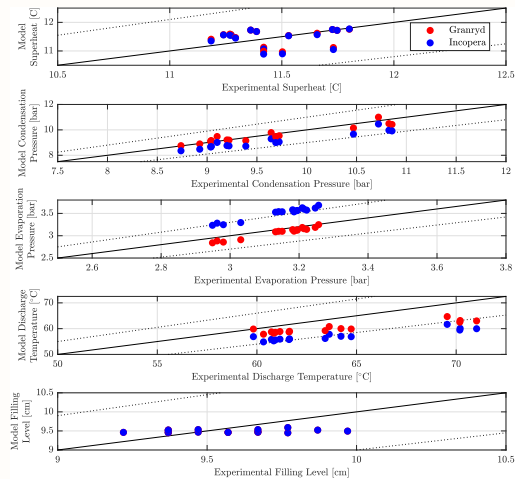 Model
Superheat [C]
12.5
11.5
10.5
10.5
11
11.5
12
12.5
Granryd
Incopera
Experimental Superheat [C]
Model Condensation
Pressure [bar]
12
10
8
7.5
8
8.5
9
9.5
10
10.5
11
11.5
12
Experimental Condensation Pressure [bar]
Model Evaporation
Pressure [bar]
3.5
3
2.5
2.6
2.8
3
3.2
3.4
3.6
3.8
Experimental Evaporation Pressure [bar]
Model Discharge
Temperature [°C]
70
60
50
50
55
60
65
70
Experimental Discharge Temperature [°C]
Model Filling
Level [cm]
10.5
10
9.5
9
9
9.5
10
10.5
Experimental Filling Level [cm]